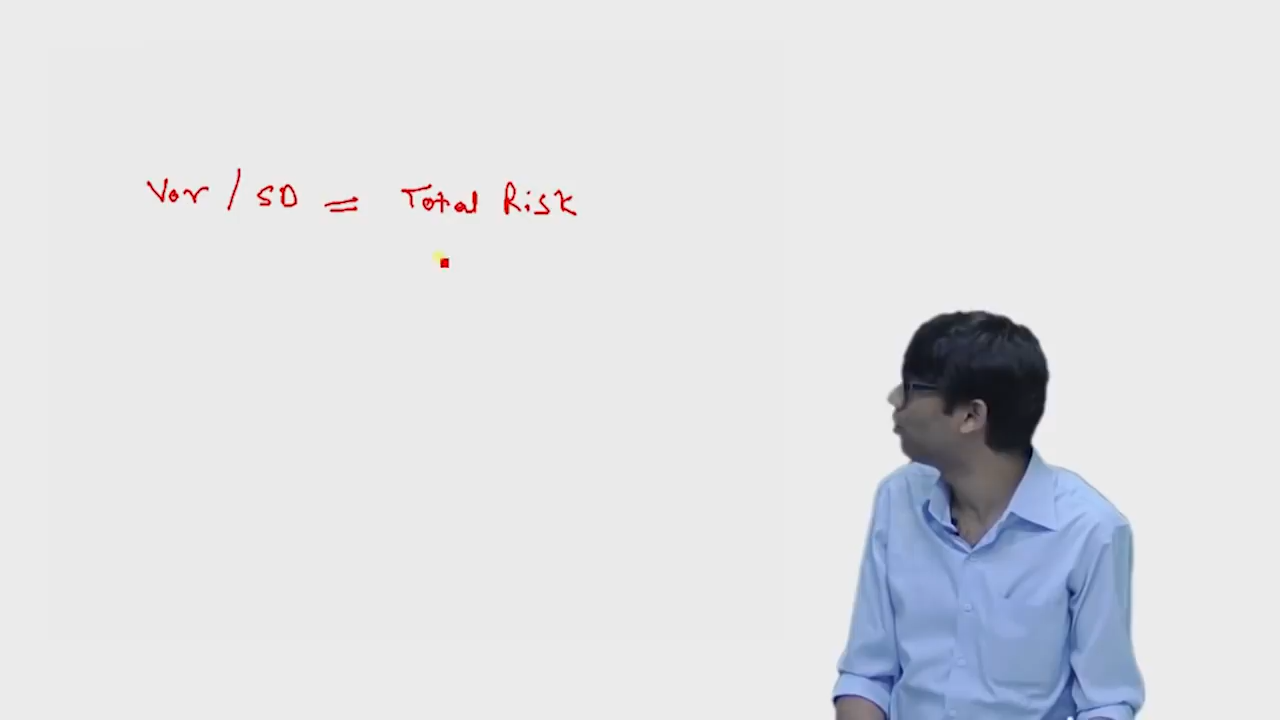 Var / SD = Total Risk